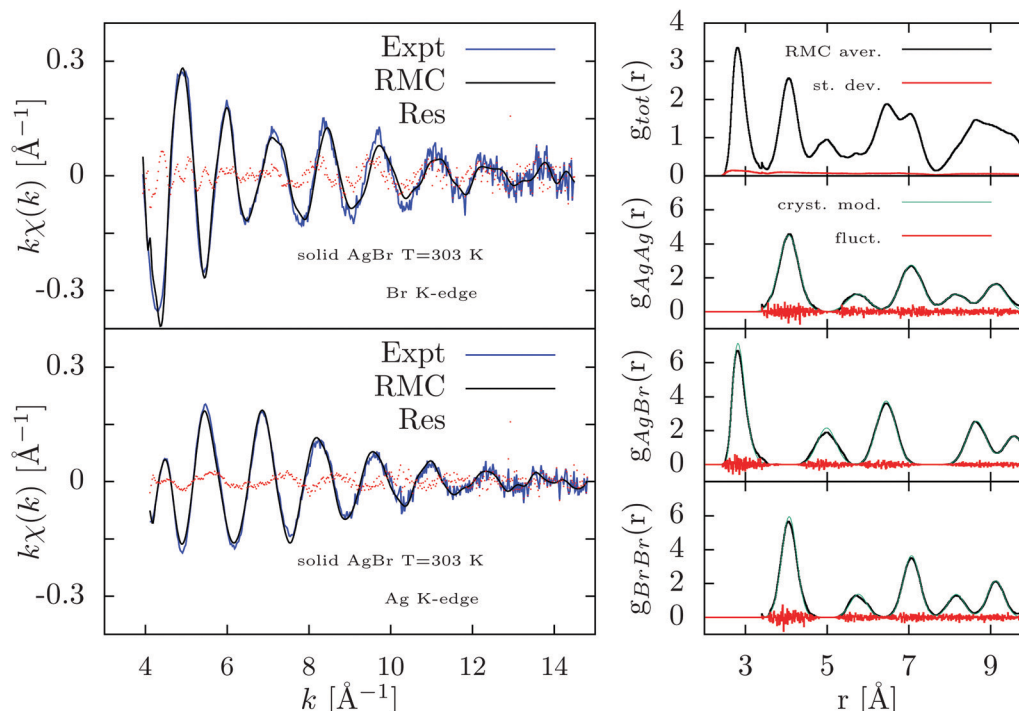 0.3
0
-0.3
kχ(k) [Å⁻¹]
Expt
RMC
Res
solid AgBr T=303 K
Br K-edge
0.3
0
-0.3
kχ(k) [Å⁻¹]
Expt
RMC
Res
solid AgBr T=303 K
Ag K-edge
4 6 8 10 12 14
k [Å⁻¹]
4
3
2
1
0
g_tot(r)
RMC aver.
st. dev.
6
4
2
0
g_AgAg(r)
cryst. mod.
fluct.
6
4
2
0
g_AgBr(r)
6
4
2
0
g_BrBr(r)
3 5 7 9
r [Å]